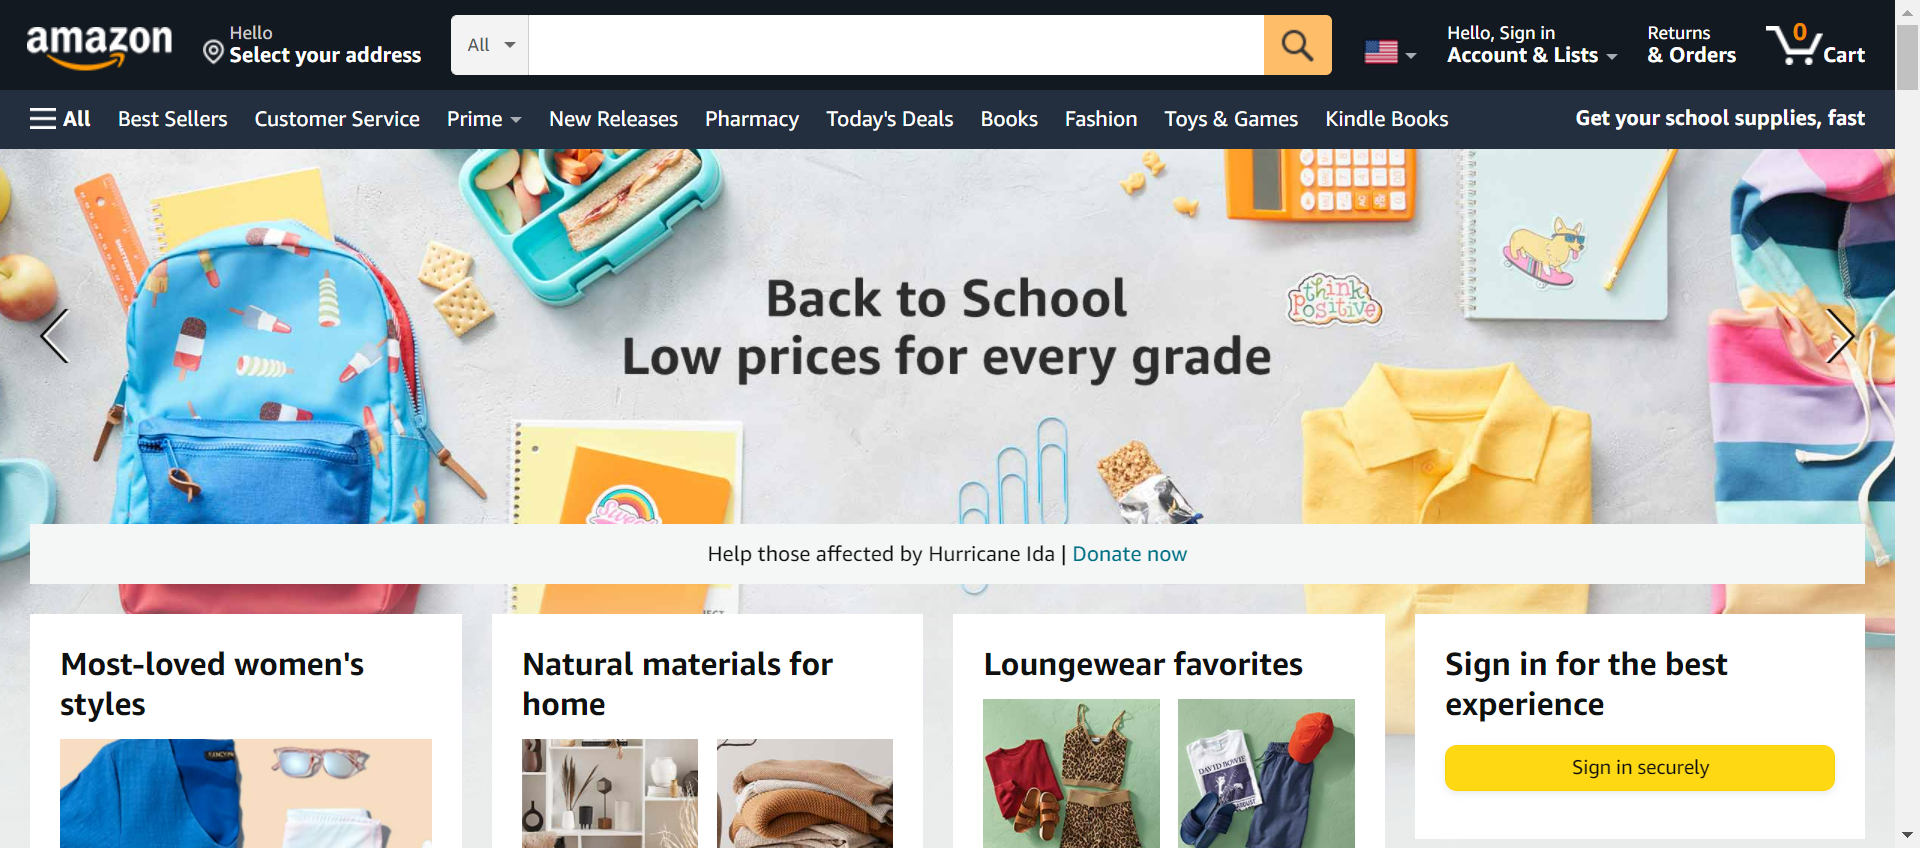 amazon
Hello
Select your address
All
Hello, Sign in
Account & Lists
Returns
& Orders
0
Cart
All
Best Sellers
Customer Service
Prime
New Releases
Pharmacy
Today's Deals
Books
Fashion
Toys & Games
Kindle Books
Get your school supplies, fast
Back to School
Low prices for every grade
think
positive
Sweet
Help those affected by Hurricane Ida | Donate now
Most-loved women's
styles
Natural materials for
home
Loungewear favorites
DAVID BOWIE
Sign in for the best
experience
Sign in securely